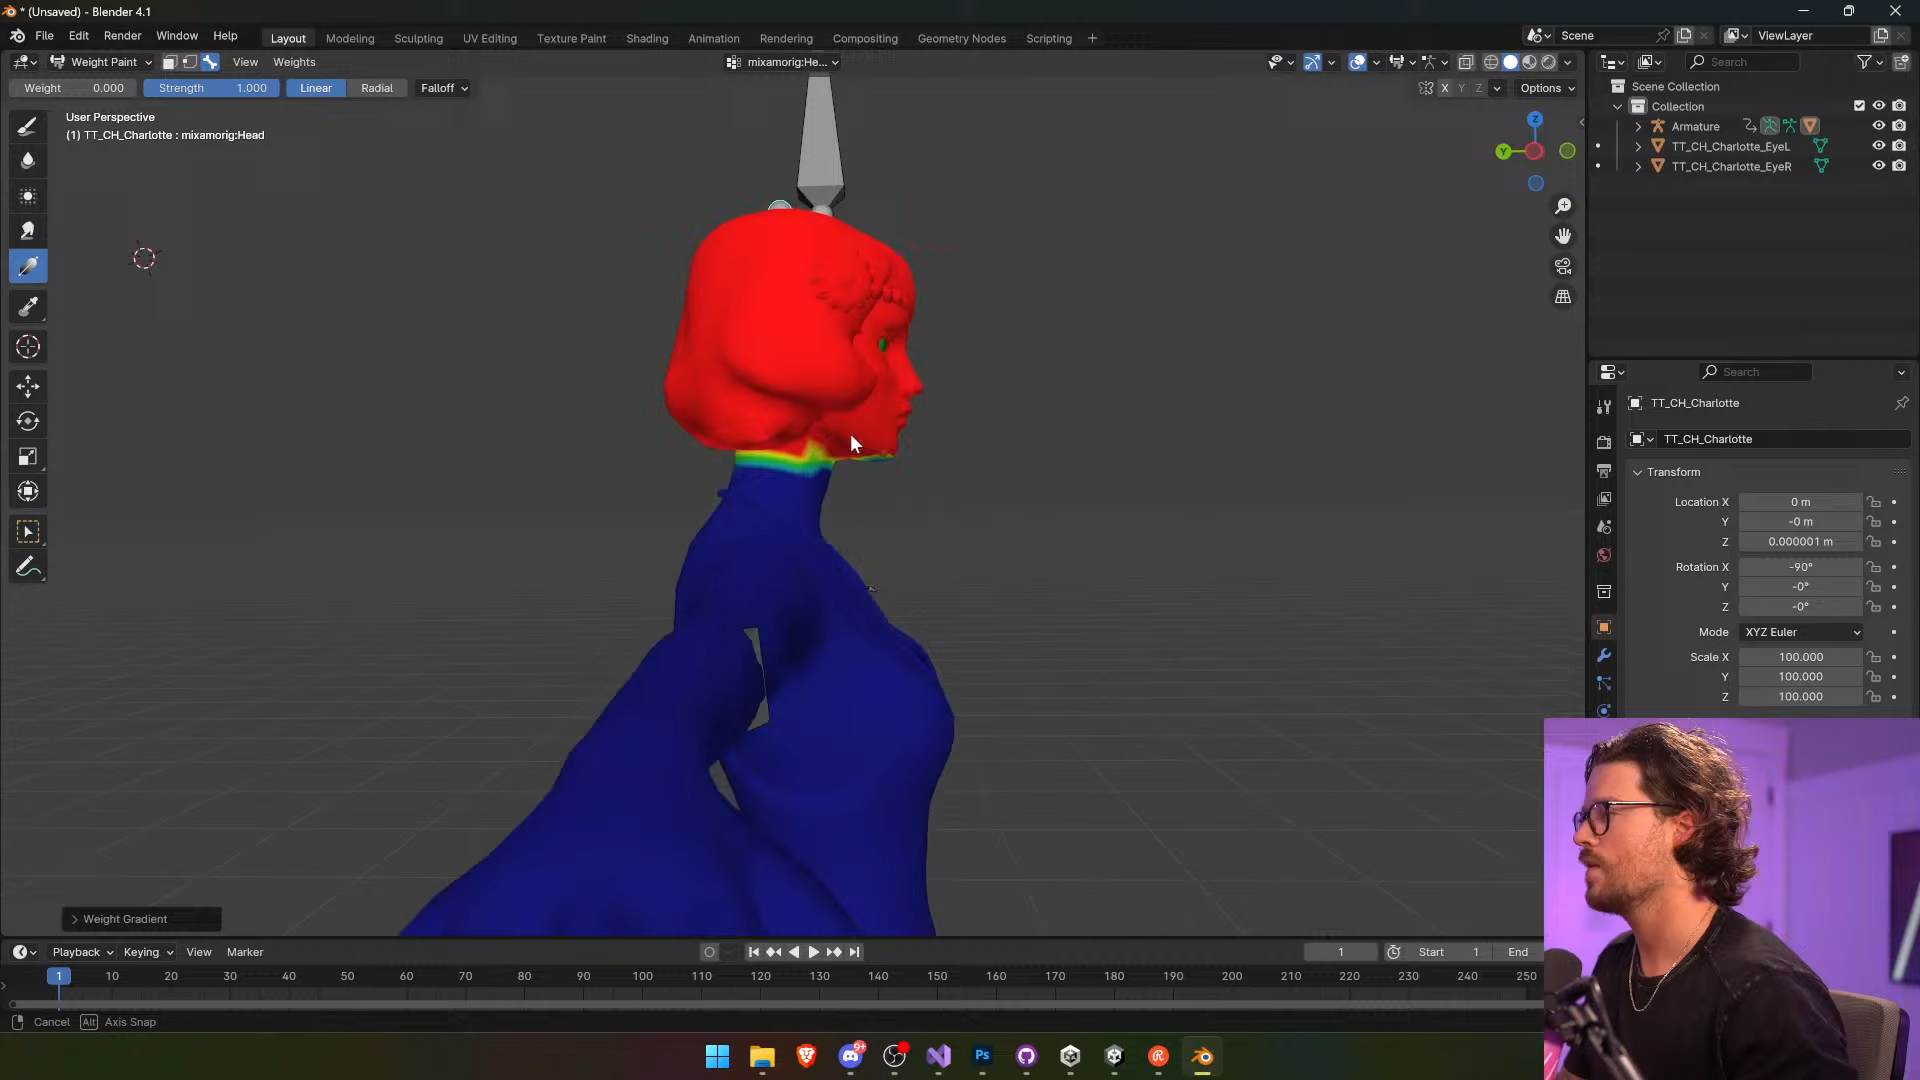 * (Unsaved) - Blender 4.1
File Edit Render Window Help
Layout Modeling Sculpting UV Editing Texture Paint Shading Animation Rendering Compositing Geometry Nodes Scripting +
Scene
ViewLayer
Weight Paint View Weights
mixamorig:He...
Search
Weight 0.000 Strength 1.000 Linear Radial Falloff
X Y Z Options
User Perspective
(1) TT_CH_Charlotte : mixamorig:Head
Scene Collection
Collection
Armature
TT_CH_Charlotte_EyeL
TT_CH_Charlotte_EyeR
Z
Y
Search
TT_CH_Charlotte
TT_CH_Charlotte
Transform
Location X 0 m
Y -0 m
Z 0.000001 m
Rotation X -90°
Y -0°
Z -0°
Mode XYZ Euler
Scale X 100.000
Y 100.000
Z 100.000
Weight Gradient
Playback Keying View Marker
1 Start 1 End
1 10 20 30 40 50 60 70 80 90 100 110 120 130 140 150 160 170 180 190 200 210 220 230 240 250
Cancel Alt Axis Snap
9+
Ps